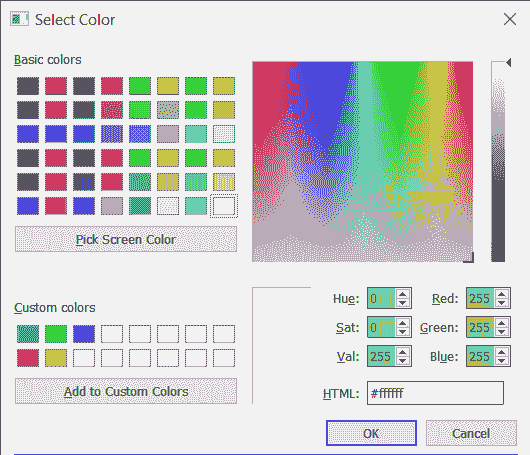 Select Color
Basic colors
Pick Screen Color
Custom colors
Add to Custom Colors
Hue: 0 Red: 255
Sat: 0 Green: 255
Val: 255 Blue: 255
HTML: #ffffff
OK Cancel